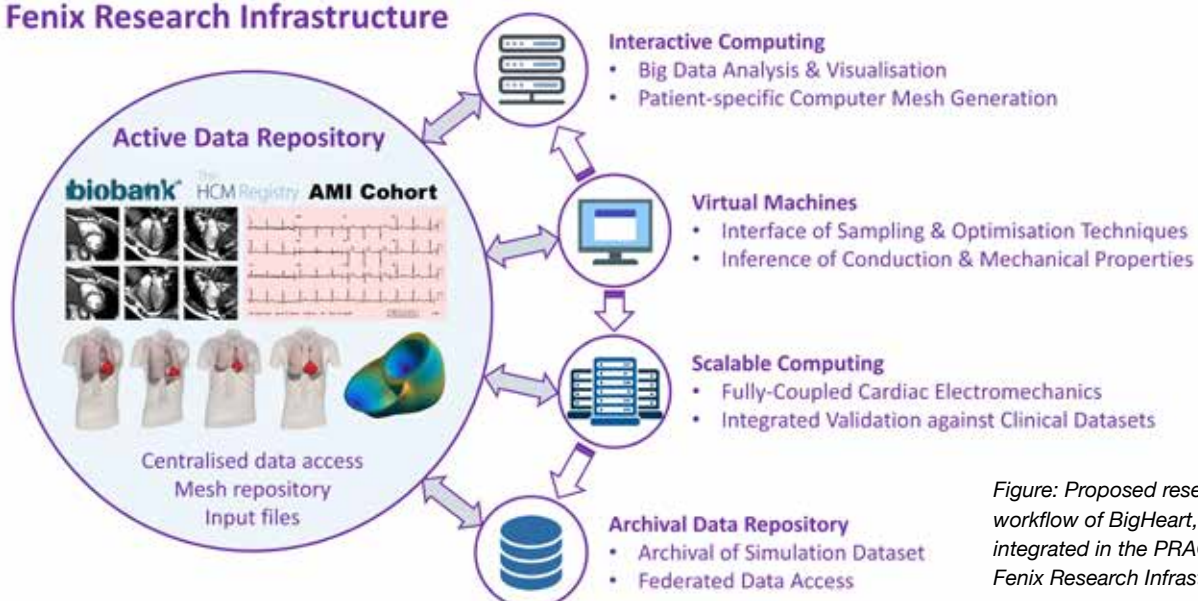 Fenix Research Infrastructure
Active Data Repository
biobank
The
HCM Registry
AMI Cohort
Centralised data access
Mesh repository
Input files
Interactive Computing
• Big Data Analysis & Visualisation
• Patient-specific Computer Mesh Generation
Virtual Machines
• Interface of Sampling & Optimisation Techniques
• Inference of Conduction & Mechanical Properties
Scalable Computing
• Fully-Coupled Cardiac Electromechanics
• Integrated Validation against Clinical Datasets
Archival Data Repository
• Archival of Simulation Dataset
• Federated Data Access
Figure: Proposed rese
workflow of BigHeart,
integrated in the PRAC
Fenix Research Infras